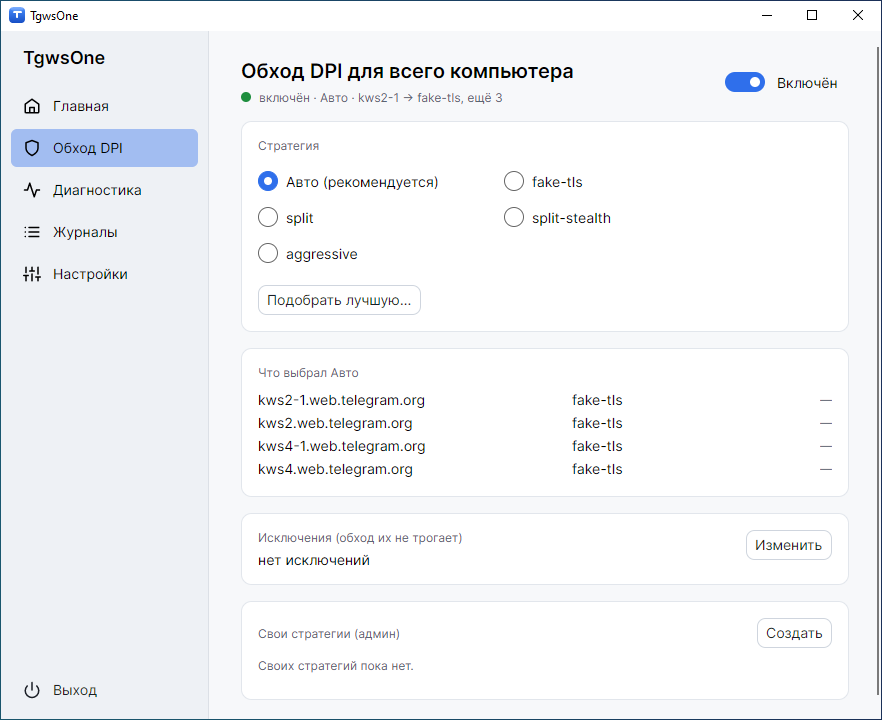 TgwsOne
TgwsOne
Главная
Обход DPI
Диагностика
Журналы
Настройки
Выход
Обход DPI для всего компьютера
включён · Авто · kws2-1 → fake-tls, ещё 3
Включён
Стратегия
Авто (рекомендуется)
fake-tls
split
split-stealth
aggressive
Подобрать лучшую...
Что выбрал Авто
kws2-1.web.telegram.org fake-tls —
kws2.web.telegram.org fake-tls —
kws4-1.web.telegram.org fake-tls —
kws4.web.telegram.org fake-tls —
Исключения (обход их не трогает)
нет исключений
Изменить
Свои стратегии (админ)
Создать
Своих стратегий пока нет.